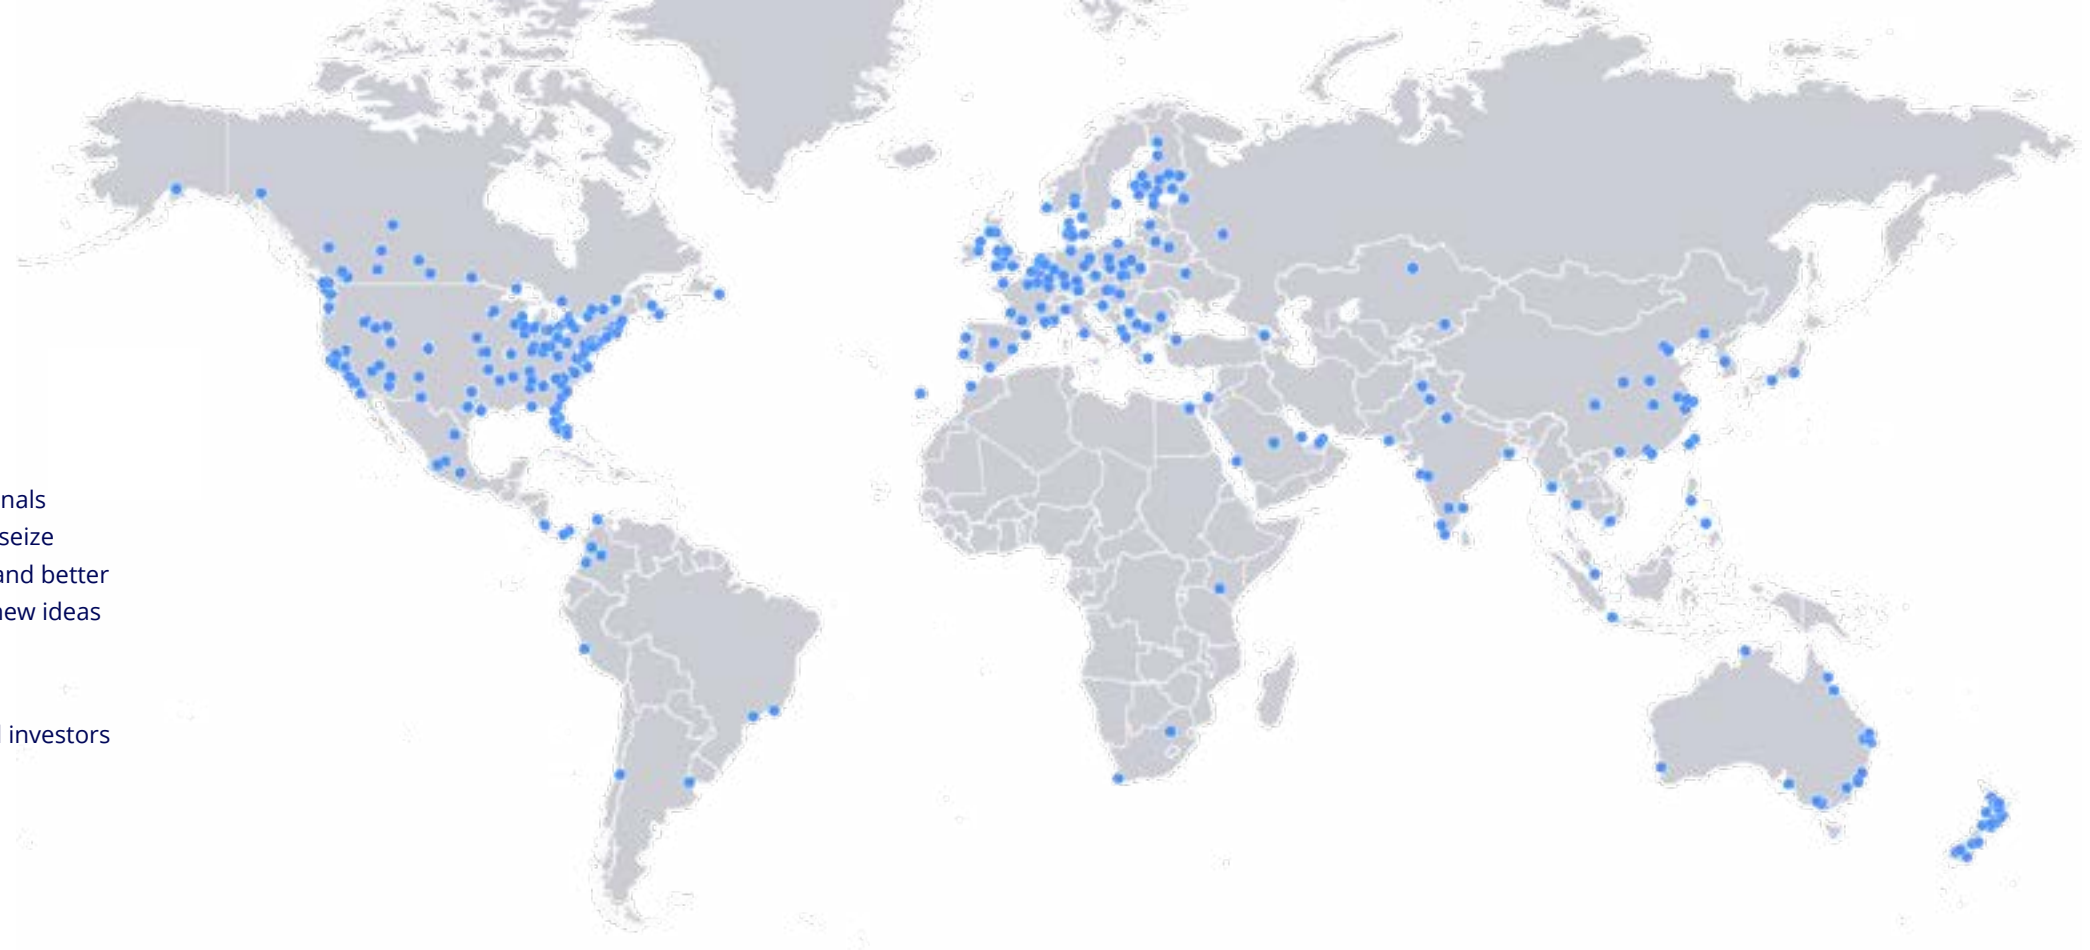 nals
seize
and better
new ideas
investors